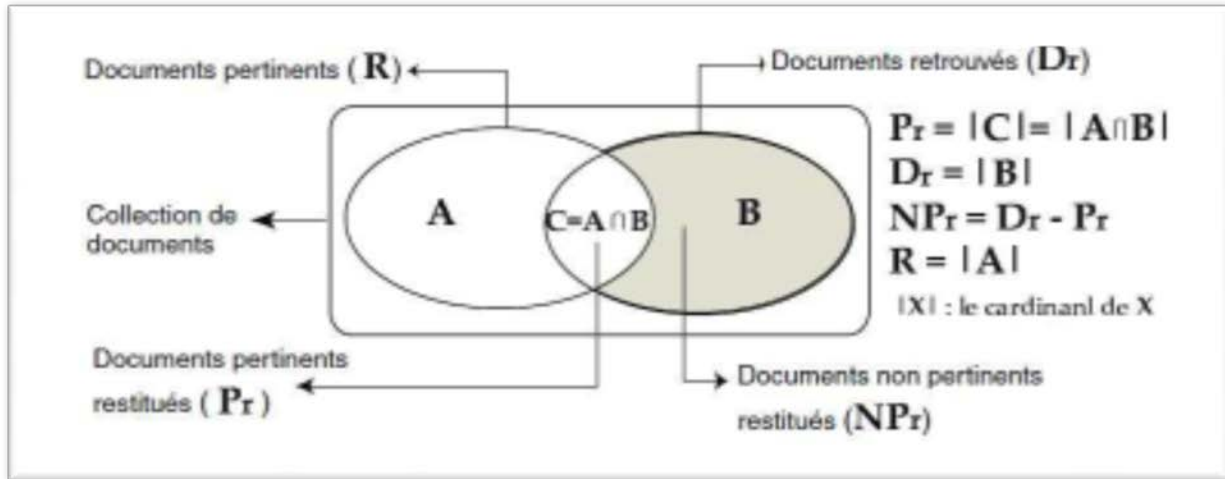 Documents pertinents ( R)
Documents retrouvés (Dr)
Pr = |C|= |A∩B|
Dr = |B|
NPr = Dr - Pr
R = |A|
|X| : le cardinanl de X
Collection de
documents
A
C=A ∩ B
B
Documents pertinents
restitués ( Pr )
Documents non pertinents
restitués (NPr)